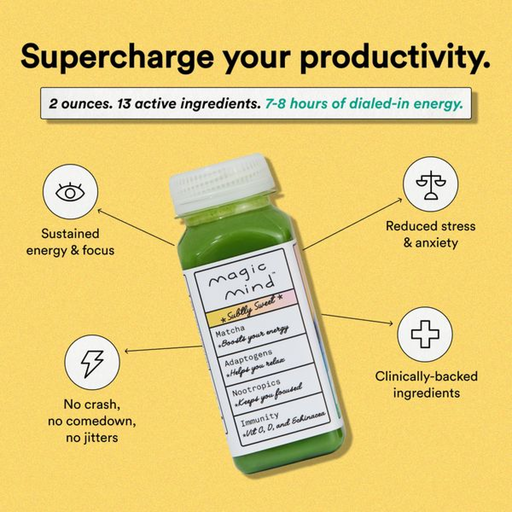 Supercharge your productivity.
2 ounces. 13 active ingredients. 7-8 hours of dialed-in energy.
Sustained
energy & focus
Reduced stress
& anxiety
magic
mind™
★ Subtly Sweet ★
Matcha
Boosts your energy
Adaptogens
Helps you relax
Nootropics
Keeps you focused
Immunity
Vit C, D, and Echinacea
No crash,
no comedown,
no jitters
Clinically-backed
ingredients